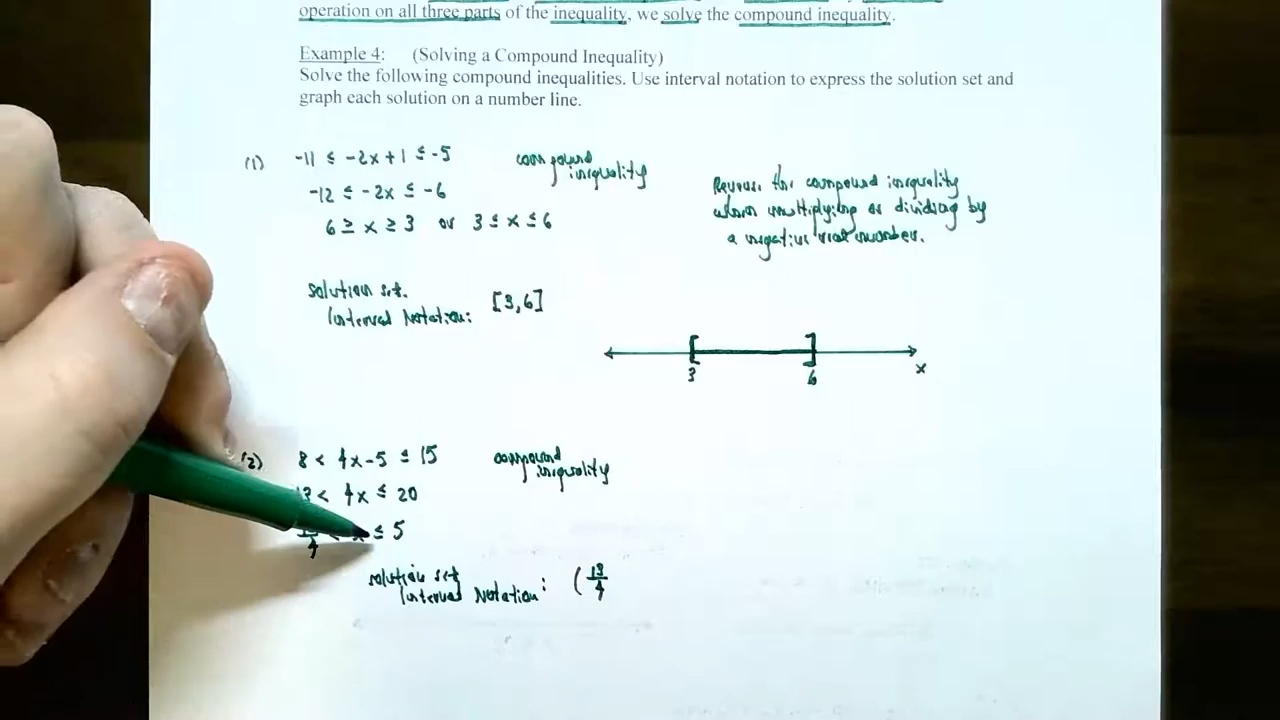 operation on all three parts of the inequality, we solve the compound inequality.
Example 4: (Solving a Compound Inequality)
Solve the following compound inequalities. Use interval notation to express the solution set and
graph each solution on a number line.
(1) -11 ≤ -2x+1 ≤ -5 compound inequality
-12 ≤ -2x ≤ -6
6 ≥ x ≥ 3 or 3 ≤ x ≤ 6
Reverse the compound inequality
when multiplying or dividing by
a negative real number.
solution set.
Interval Notation: [3,6]
3 6 x
(2) 8 < 4x-5 ≤ 15 compound inequality
< 4x ≤ 20
≤ 5
solution set
Interval Notation: (13/4